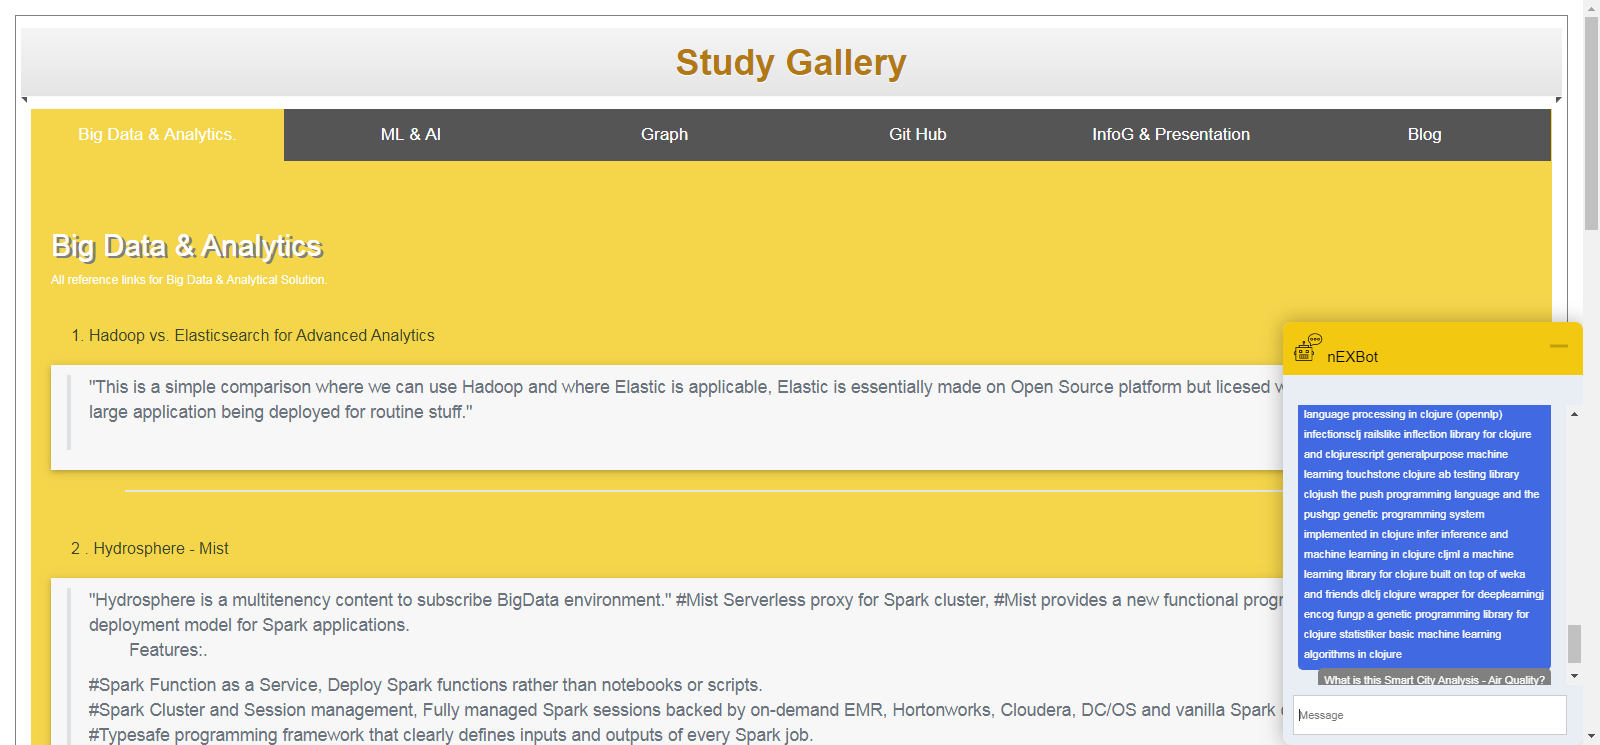 Study Gallery
Big Data & Analytics.
ML & AI
Graph
Git Hub
InfoG & Presentation
Blog
Big Data & Analytics
All reference links for Big Data & Analytical Solution.
1. Hadoop vs. Elasticsearch for Advanced Analytics
"This is a simple comparison where we can use Hadoop and where Elastic is applicable, Elastic is essentially made on Open Source platform but licesed
large application being deployed for routine stuff."
2 . Hydrosphere - Mist
"Hydrosphere is a multitenency content to subscribe BigData environment." #Mist Serverless proxy for Spark cluster, #Mist provides a new functional
deployment model for Spark applications.
Features:.
#Spark Function as a Service, Deploy Spark functions rather than notebooks or scripts.
#Spark Cluster and Session management, Fully managed Spark sessions backed by on-demand EMR, Hortonworks, Cloudera, DC/OS and vanilla Spark
#Typesafe programming framework that clearly defines inputs and outputs of every Spark job.
nEXBot
language processing in clojure (opennlp)
infectionsclj railslike inflection library for clojure
and clojurescript generalpurpose machine
learning touchstone clojure ab testing library
clojush the push programming language and the
pushgp genetic programming system
implemented in clojure infer inference and
machine learning in clojure cljml a machine
learning library for clojure built on top of weka
and friends dlclj clojure wrapper for deeplearningj
encog fungp a genetic programming library for
clojure statistiker basic machine learning
algorithms in clojure
What is this Smart City Analysis - Air Quality?
Message